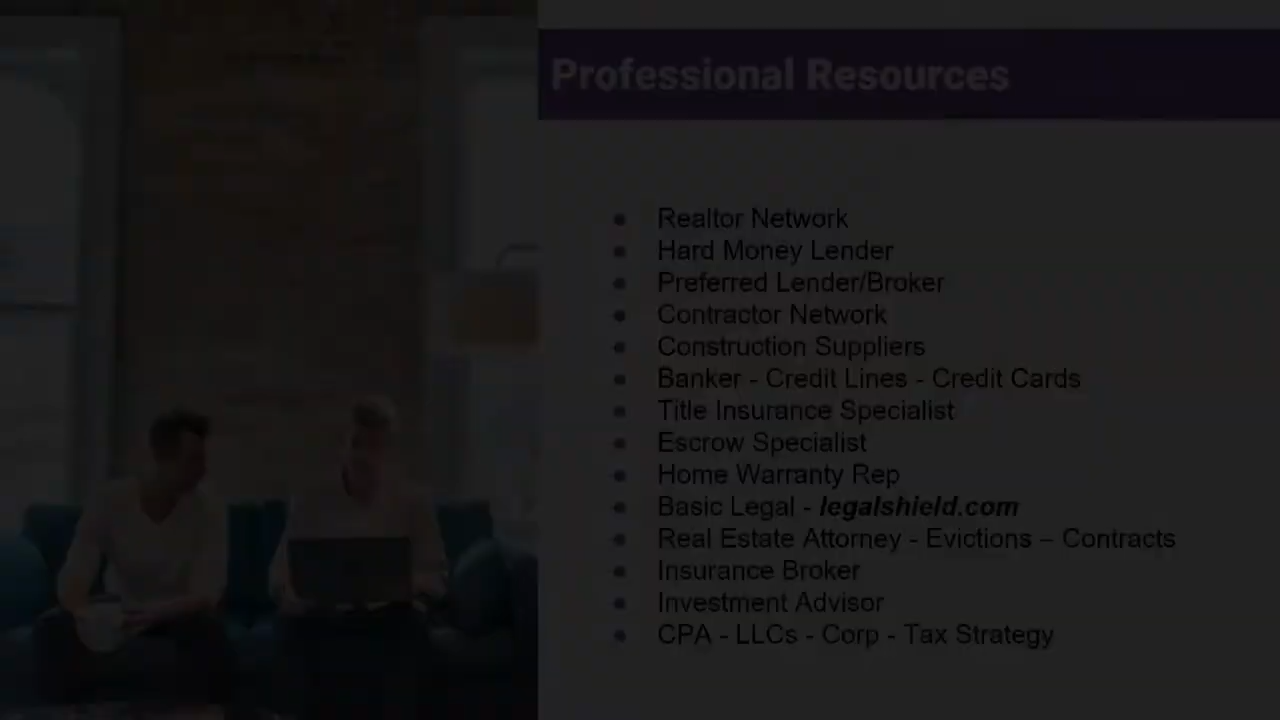 Professional Resources
Realtor Network
Hard Money Lender
Preferred Lender/Broker
Contractor Network
Construction Suppliers
Banker - Credit Lines - Credit Cards
Title Insurance Specialist
Escrow Specialist
Home Warranty Rep
Basic Legal - legalshield.com
Real Estate Attorney - Evictions – Contracts
Insurance Broker
Investment Advisor
CPA - LLCs - Corp - Tax Strategy